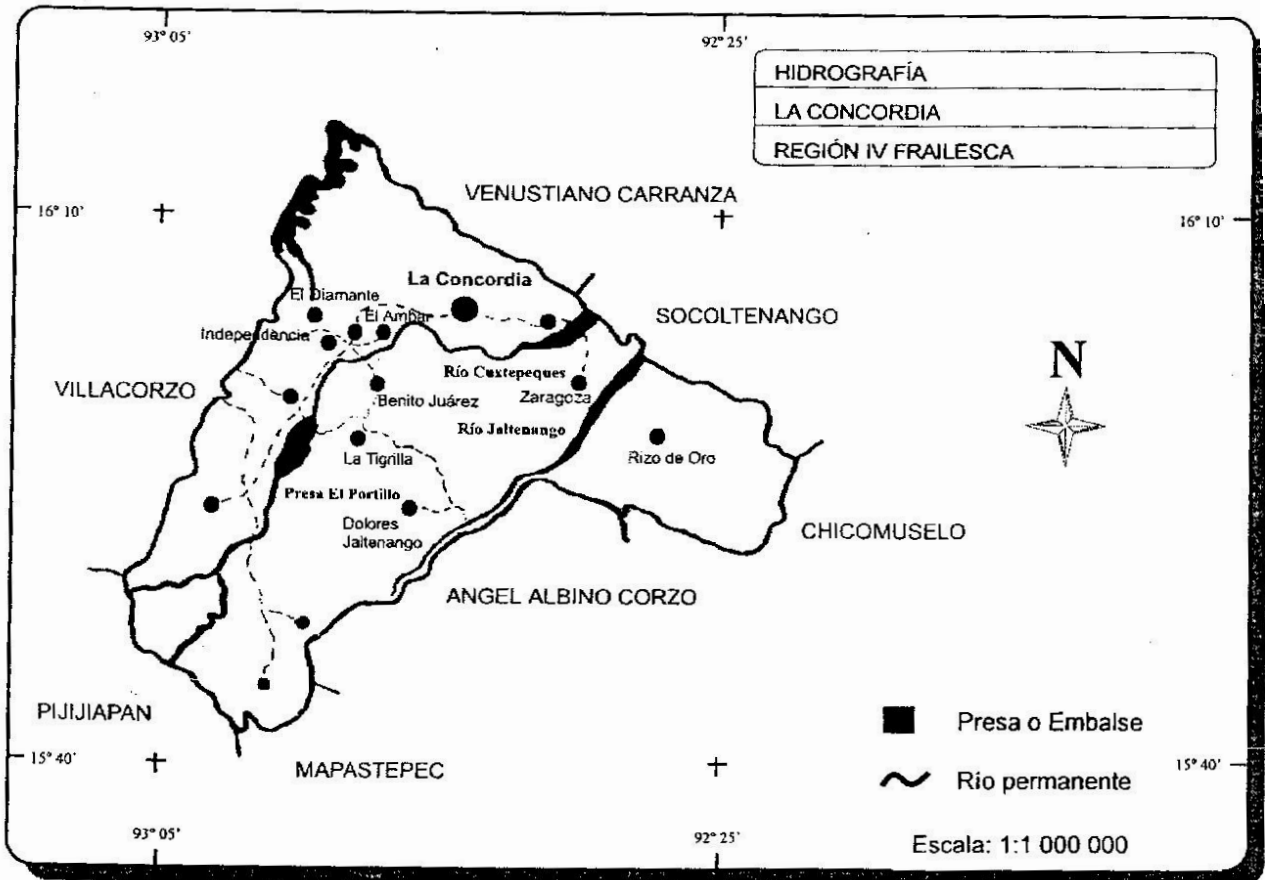 93° 05'
92° 25'
HIDROGRAFÍA
LA CONCORDIA
REGIÓN IV FRAILESCA
VENUSTIANO CARRANZA
16° 10'
16° 10'
La Concordia
El Diamante
El Ambar
SOCOLTENANGO
Independencia
N
VILLACORZO
Río Cuxtepeques
Benito Juárez
Zaragoza
Río Jaltenango
La Tigrilla
Rizo de Oro
Presa El Portillo
Dolores
Jaltenango
CHICOMUSELO
ANGEL ALBINO CORZO
PIJIJIAPAN
Presa o Embalse
15° 40'
MAPASTEPEC
15° 40'
Río permanente
93° 05'
92° 25'
Escala: 1:1 000 000